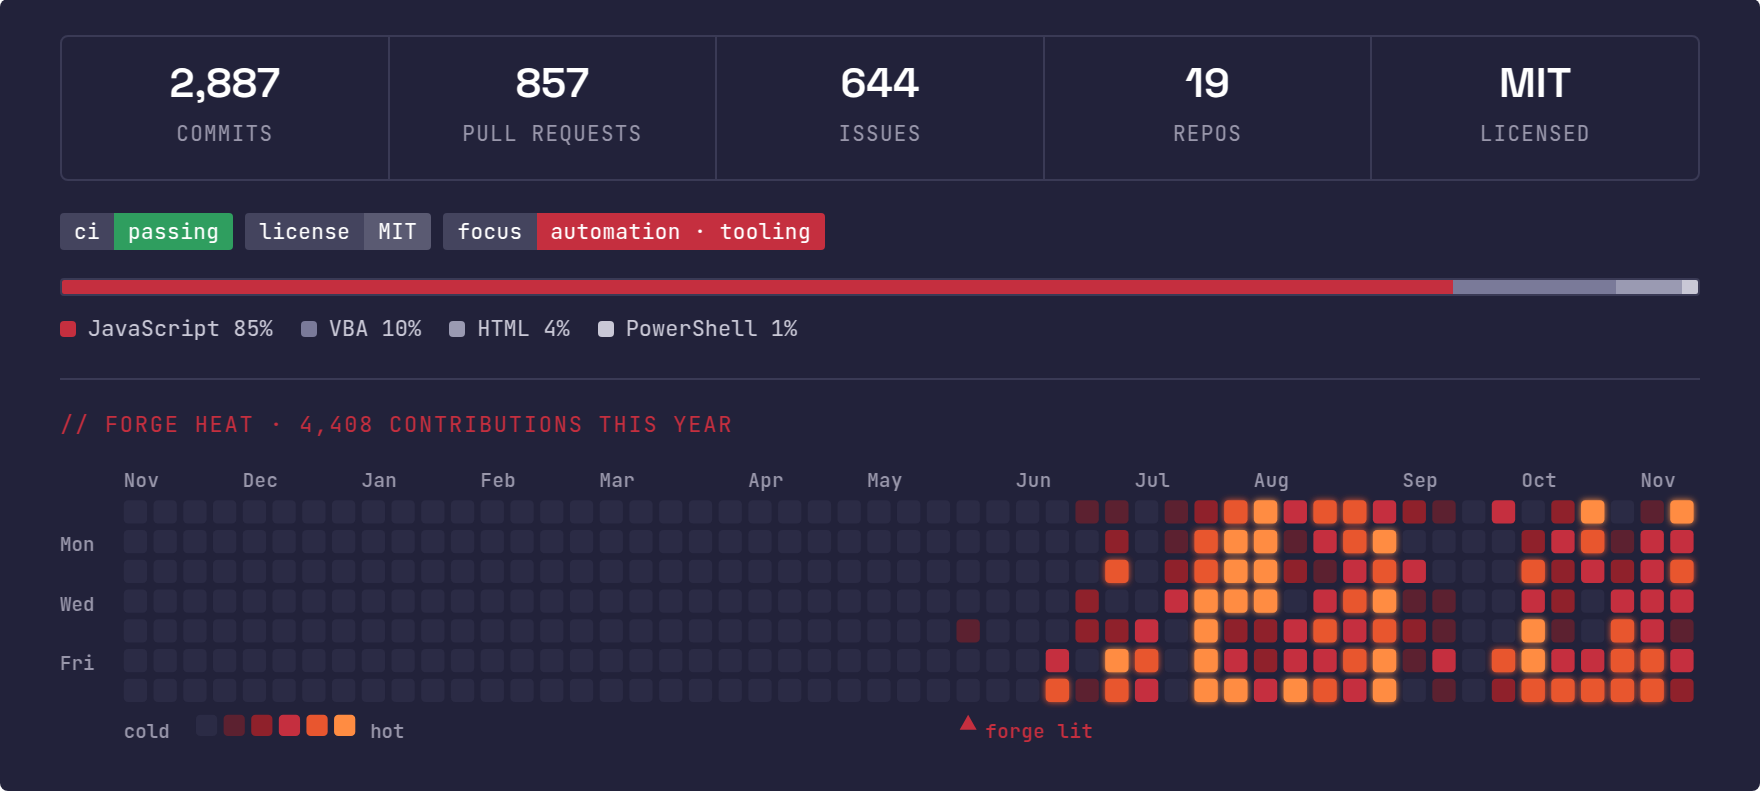 2,887 857 644 19 MIT
COMMITS PULL REQUESTS ISSUES REPOS LICENSED
ci passing license MIT focus automation · tooling
JavaScript 85% VBA 10% HTML 4% PowerShell 1%
// FORGE HEAT · 4,408 CONTRIBUTIONS THIS YEAR
Nov Dec Jan Feb Mar Apr May Jun Jul Aug Sep Oct Nov
Mon
Wed
Fri
cold hot forge lit